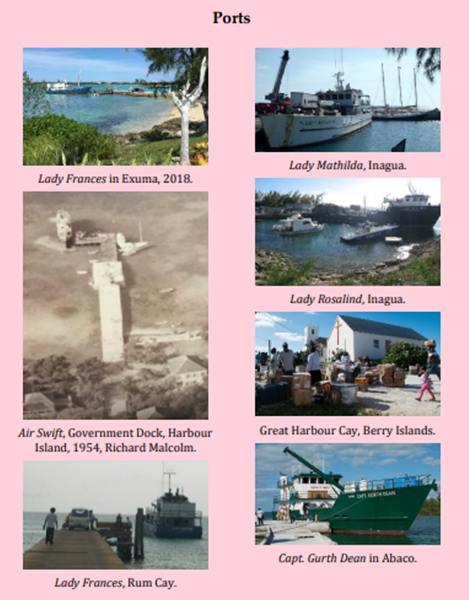 Ports
Lady Frances in Exuma, 2018.
Air Swift, Government Dock, Harbour
Island, 1954, Richard Malcolm.
Lady Frances, Rum Cay.
Lady Mathilda, Inagua.
Lady Rosalind, Inagua.
Great Harbour Cay, Berry Islands.
CAPT. GURTH DEAN
Capt. Gurth Dean in Abaco.